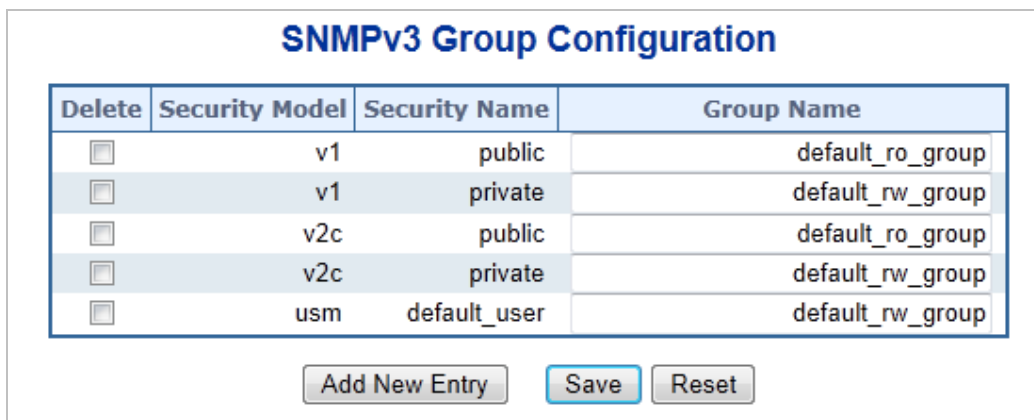 SNMPv3 Group Configuration
Delete Security Model Security Name Group Name
v1 public default_ro_group
v1 private default_rw_group
v2c public default_ro_group
v2c private default_rw_group
usm default_user default_rw_group
Add New Entry Save Reset